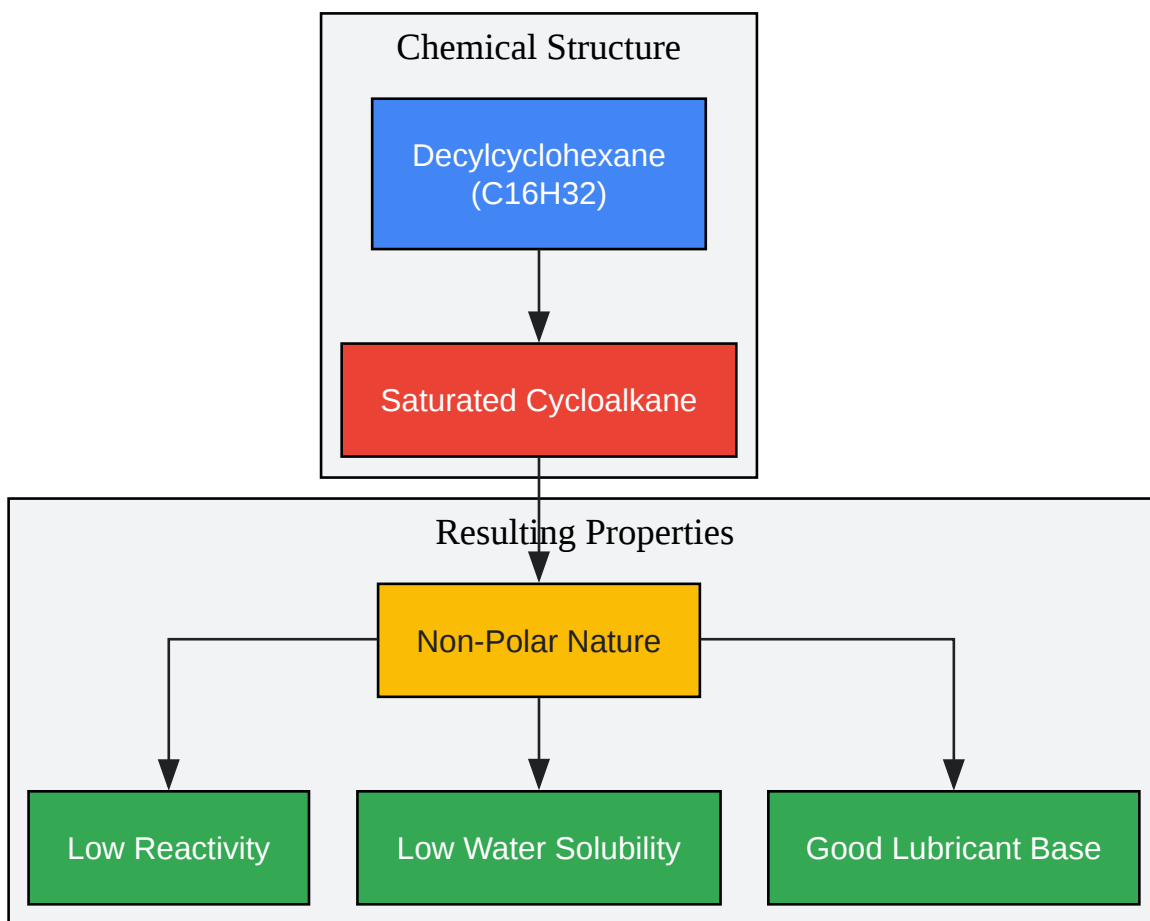 Chemical Structure
Decylcyclohexane
(C16H32)
Saturated Cycloalkane
Resulting Properties
Non-Polar Nature
Low Reactivity
Low Water Solubility
Good Lubricant Base